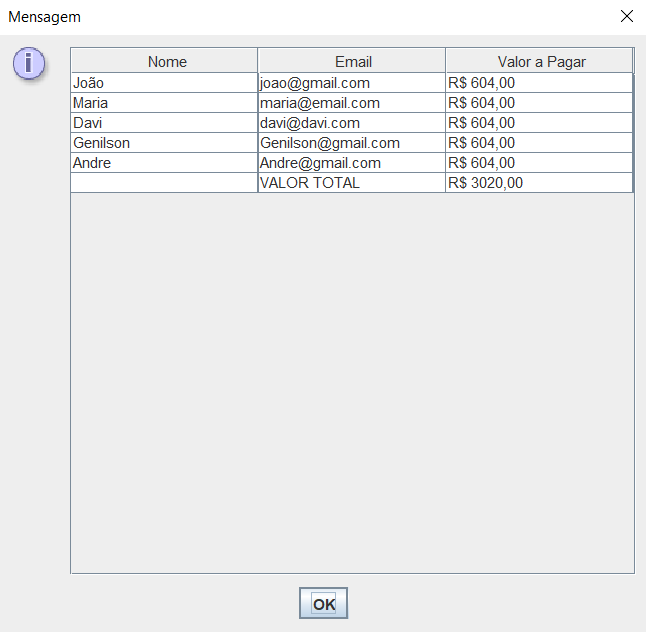 Mensagem
Nome Email Valor a Pagar
João joao@gmail.com R$ 604,00
Maria maria@email.com R$ 604,00
Davi davi@davi.com R$ 604,00
Genilson Genilson@gmail.com R$ 604,00
Andre Andre@gmail.com R$ 604,00
VALOR TOTAL R$ 3020,00
OK